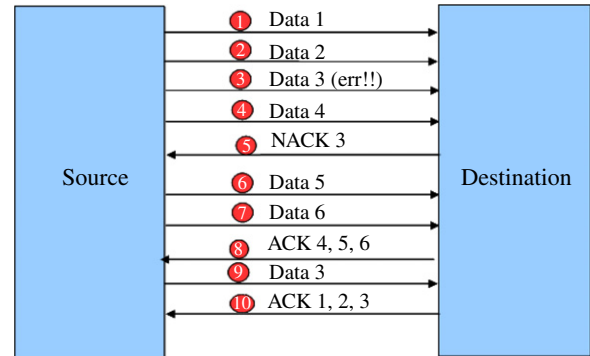 1 Data 1
2 Data 2
3 Data 3 (err!!)
4 Data 4
5 NACK 3
Source
Destination
6 Data 5
7 Data 6
8 ACK 4, 5, 6
9 Data 3
10 ACK 1, 2, 3